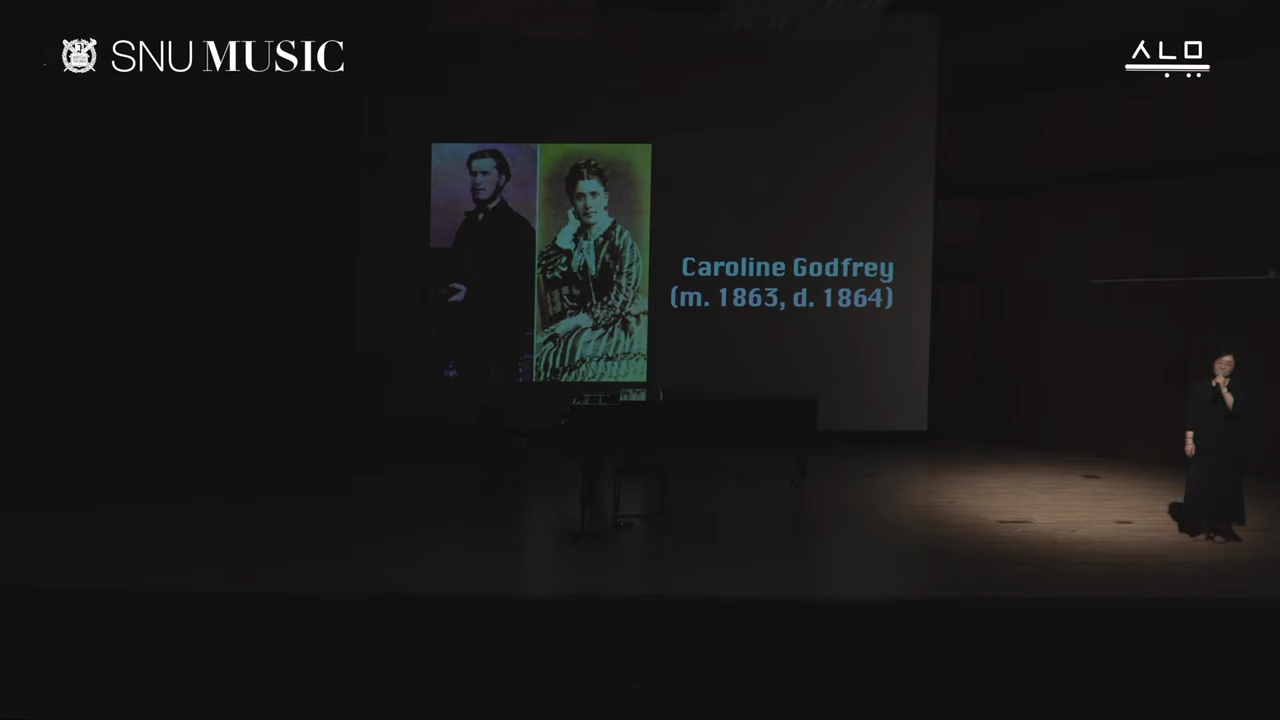 SNU MUSIC
ㅅㄴㅁ
Caroline Godfrey
(m. 1863, d. 1864)